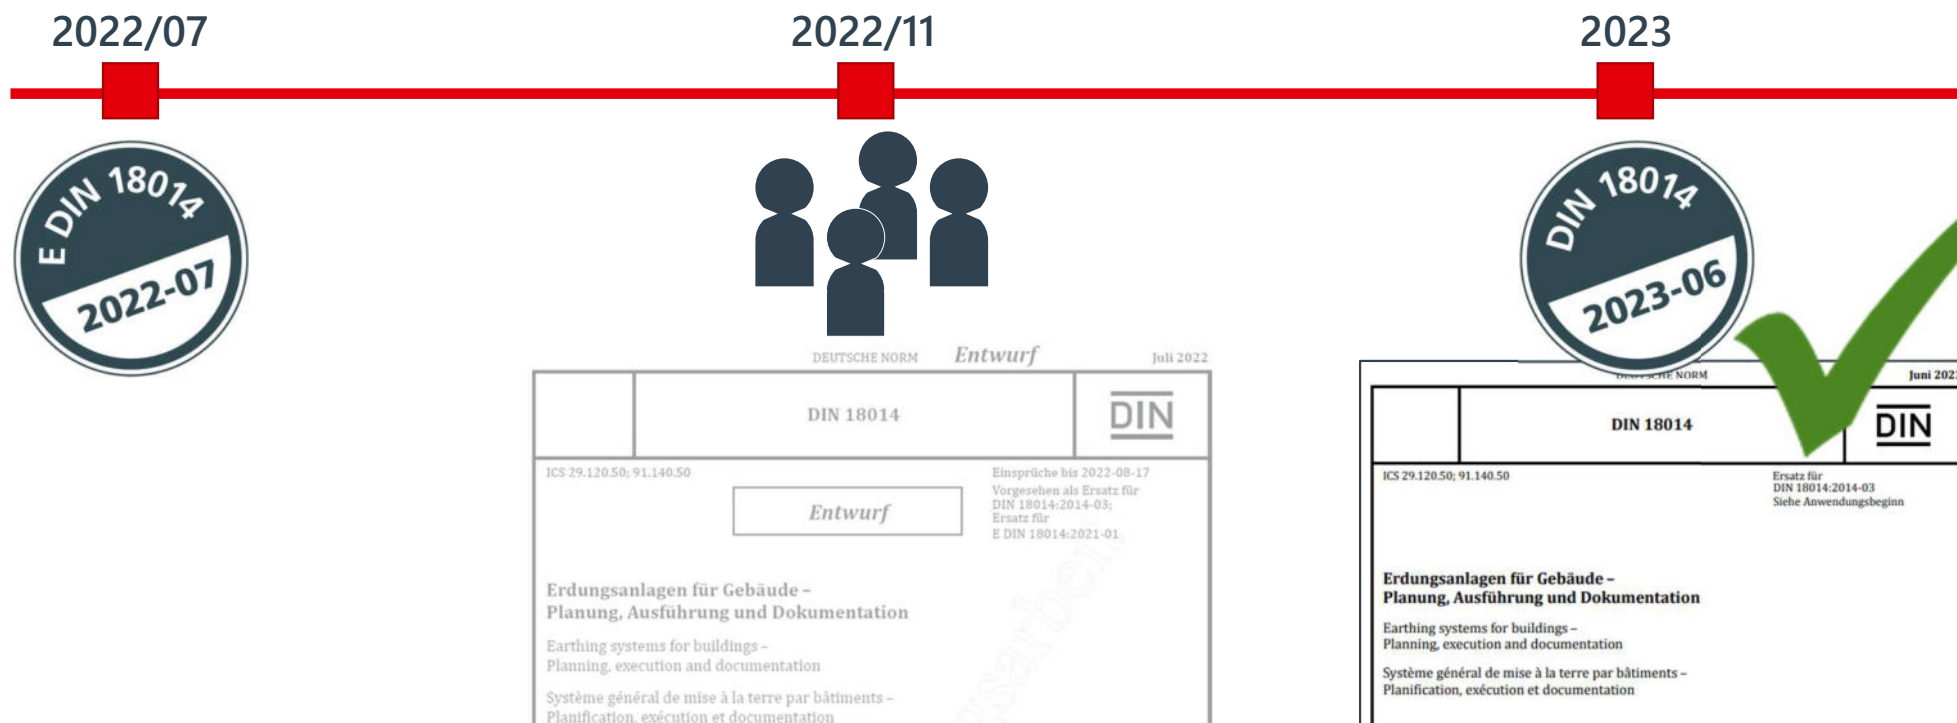 2022/07
2022/11
2023
E DIN 18014
2022-07
DIN 18014
2023-06
DEUTSCHE NORM Entwurf Juli 2022
DIN 18014
DIN
ICS 29.120.50; 91.140.50
Einsprüche bis 2022-08-17
Vorgesehen als Ersatz für
DIN 18014:2014-03;
Ersatz für
E DIN 18014:2021-01
Entwurf
Erdungsanlagen für Gebäude –
Planung, Ausführung und Dokumentation
Earthing systems for buildings –
Planning, execution and documentation
Système général de mise à la terre par bâtiments –
Planification, exécution et documentation
NORM Juni 202
DIN 18014
DIN
ICS 29.120.50; 91.140.50
Ersatz für
DIN 18014:2014-03
Siehe Anwendungsbeginn
Erdungsanlagen für Gebäude –
Planung, Ausführung und Dokumentation
Earthing systems for buildings –
Planning, execution and documentation
Système général de mise à la terre par bâtiments –
Planification, exécution et documentation